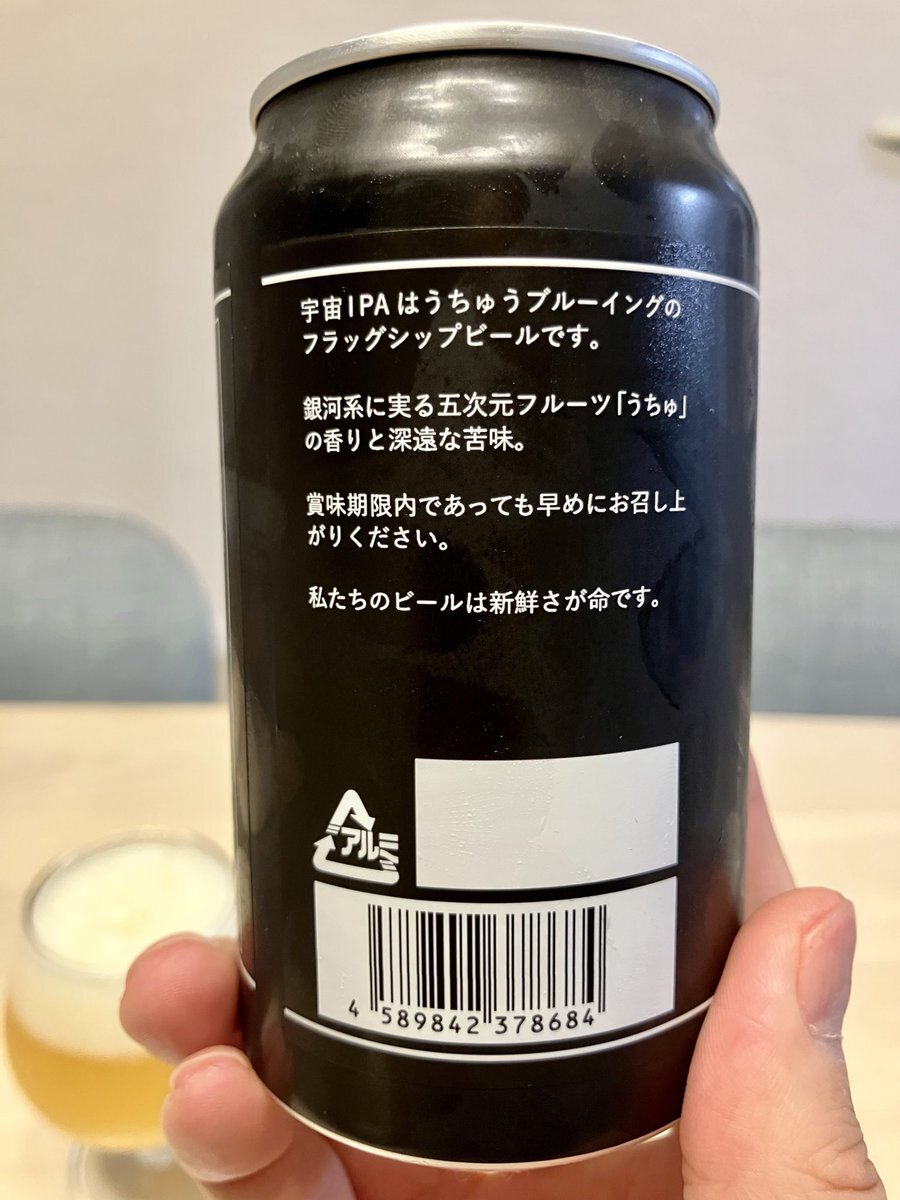 宇宙IPAはうちゅうブルーイングの
フラッグシップビールです。
銀河系に実る五次元フルーツ「うちゅ」
の香りと深遠な苦味。
賞味期限内であっても早めにお召し上
がりください。
私たちのビールは新鮮さが命です。
アルミ
4 589842 378684